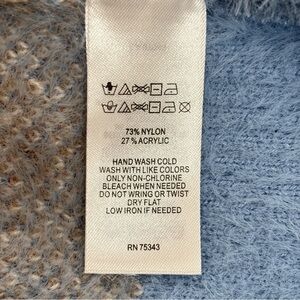 73% NYLON
27% ACRYLIC
HAND WASH COLD
WASH WITH LIKE COLORS
ONLY NON-CHLORINE
BLEACH WHEN NEEDED
DO NOT WRING OR TWIST
DRY FLAT
LOW IRON IF NEEDED
RN 75343